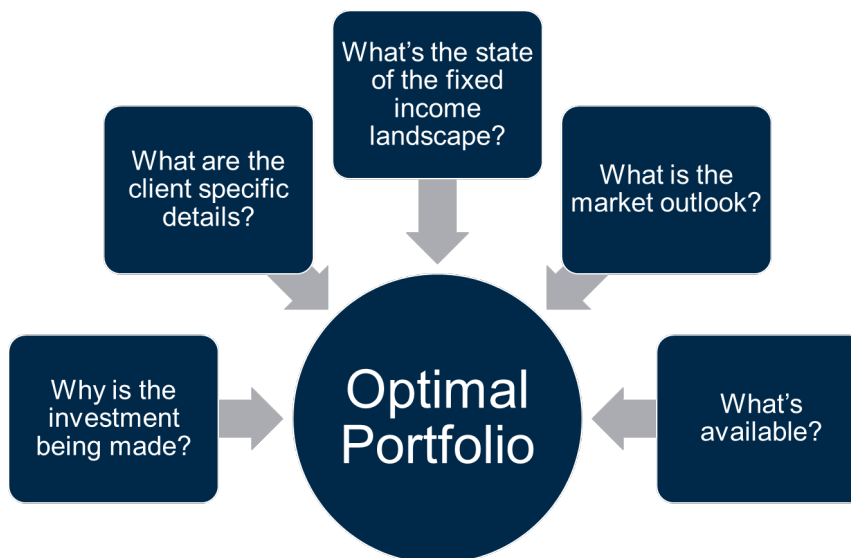 What’s the state
of the fixed
income
landscape?
What are the
client specific
details?
What is the
market outlook?
Why is the
investment
being made?
Optimal
Portfolio
What’s
available?